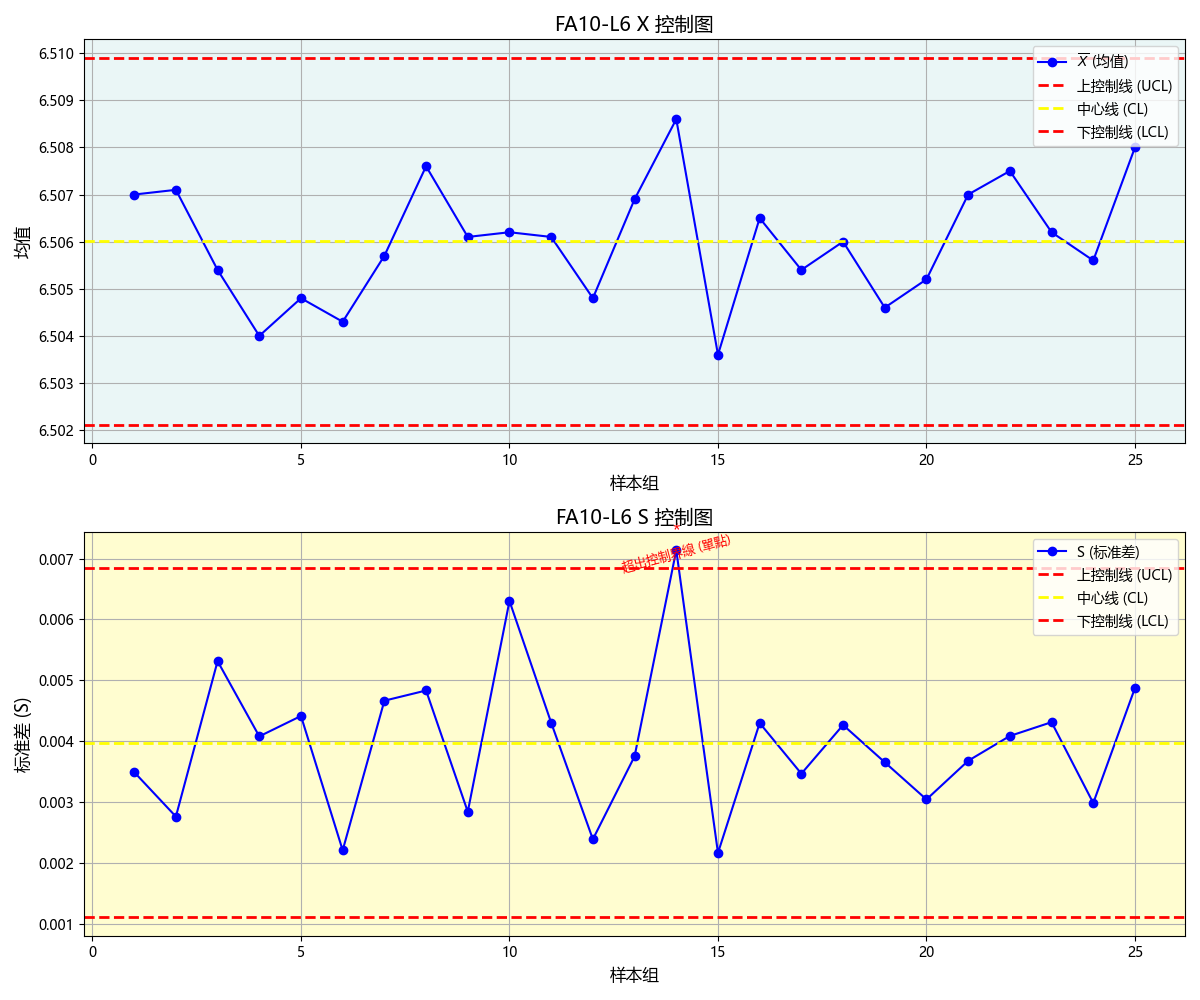 FA10-L6 X 控制图
6.510
6.509
6.508
6.507
6.506
6.505
6.504
6.503
6.502
均值
X̅ (均值)
上控制线 (UCL)
中心线 (CL)
下控制线 (LCL)
0 5 10 15 20 25
样本组
FA10-L6 S 控制图
*
超出控制界線 (單點)
0.007
0.006
0.005
0.004
0.003
0.002
0.001
标准差 (S)
S (标准差)
上控制线 (UCL)
中心线 (CL)
下控制线 (LCL)
0 5 10 15 20 25
样本组